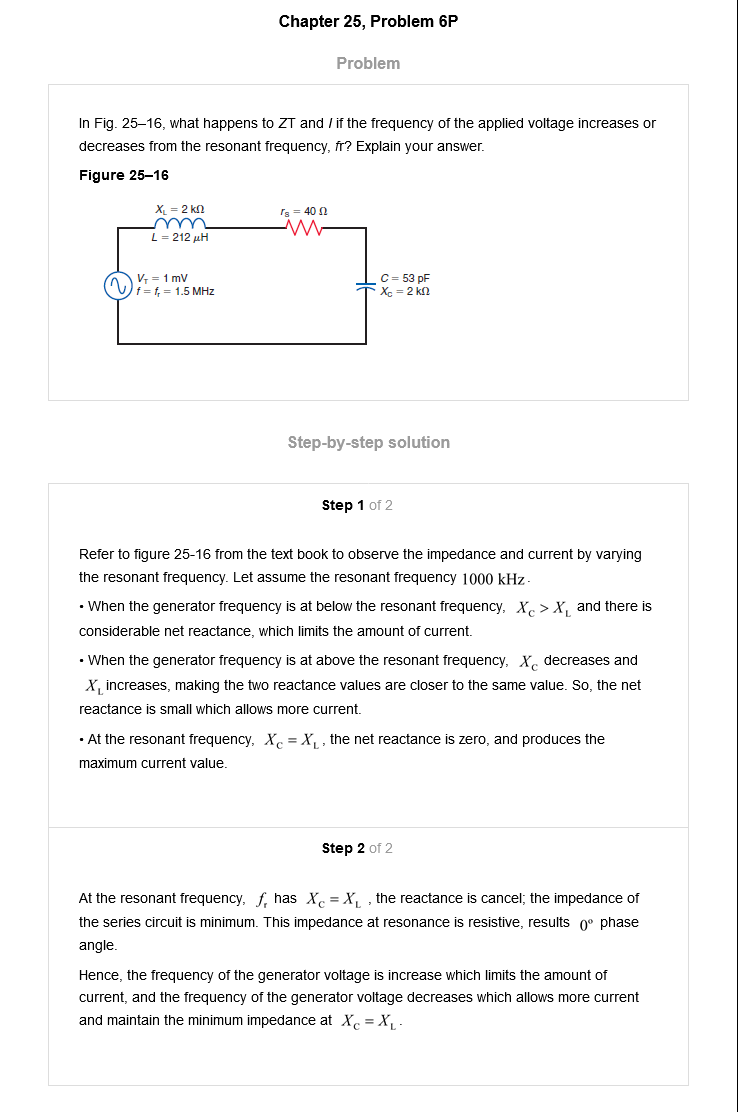 Chapter 25, Problem 6P
Problem
In Fig. 25–16, what happens to ZT and I if the frequency of the applied voltage increases or
decreases from the resonant frequency, fr? Explain your answer.
Figure 25–16
X_L = 2 kΩ
L = 212 μH
r_s = 40 Ω
V_T = 1 mV
f = f_r = 1.5 MHz
C = 53 pF
X_C = 2 kΩ
Step-by-step solution
Step 1 of 2
Refer to figure 25-16 from the text book to observe the impedance and current by varying
the resonant frequency. Let assume the resonant frequency 1000 kHz.
• When the generator frequency is at below the resonant frequency, X_C > X_L and there is
considerable net reactance, which limits the amount of current.
• When the generator frequency is at above the resonant frequency, X_C decreases and
X_L increases, making the two reactance values are closer to the same value. So, the net
reactance is small which allows more current.
• At the resonant frequency, X_C = X_L, the net reactance is zero, and produces the
maximum current value.
Step 2 of 2
At the resonant frequency, f_r has X_C = X_L , the reactance is cancel; the impedance of
the series circuit is minimum. This impedance at resonance is resistive, results 0° phase
angle.
Hence, the frequency of the generator voltage is increase which limits the amount of
current, and the frequency of the generator voltage decreases which allows more current
and maintain the minimum impedance at X_C = X_L.